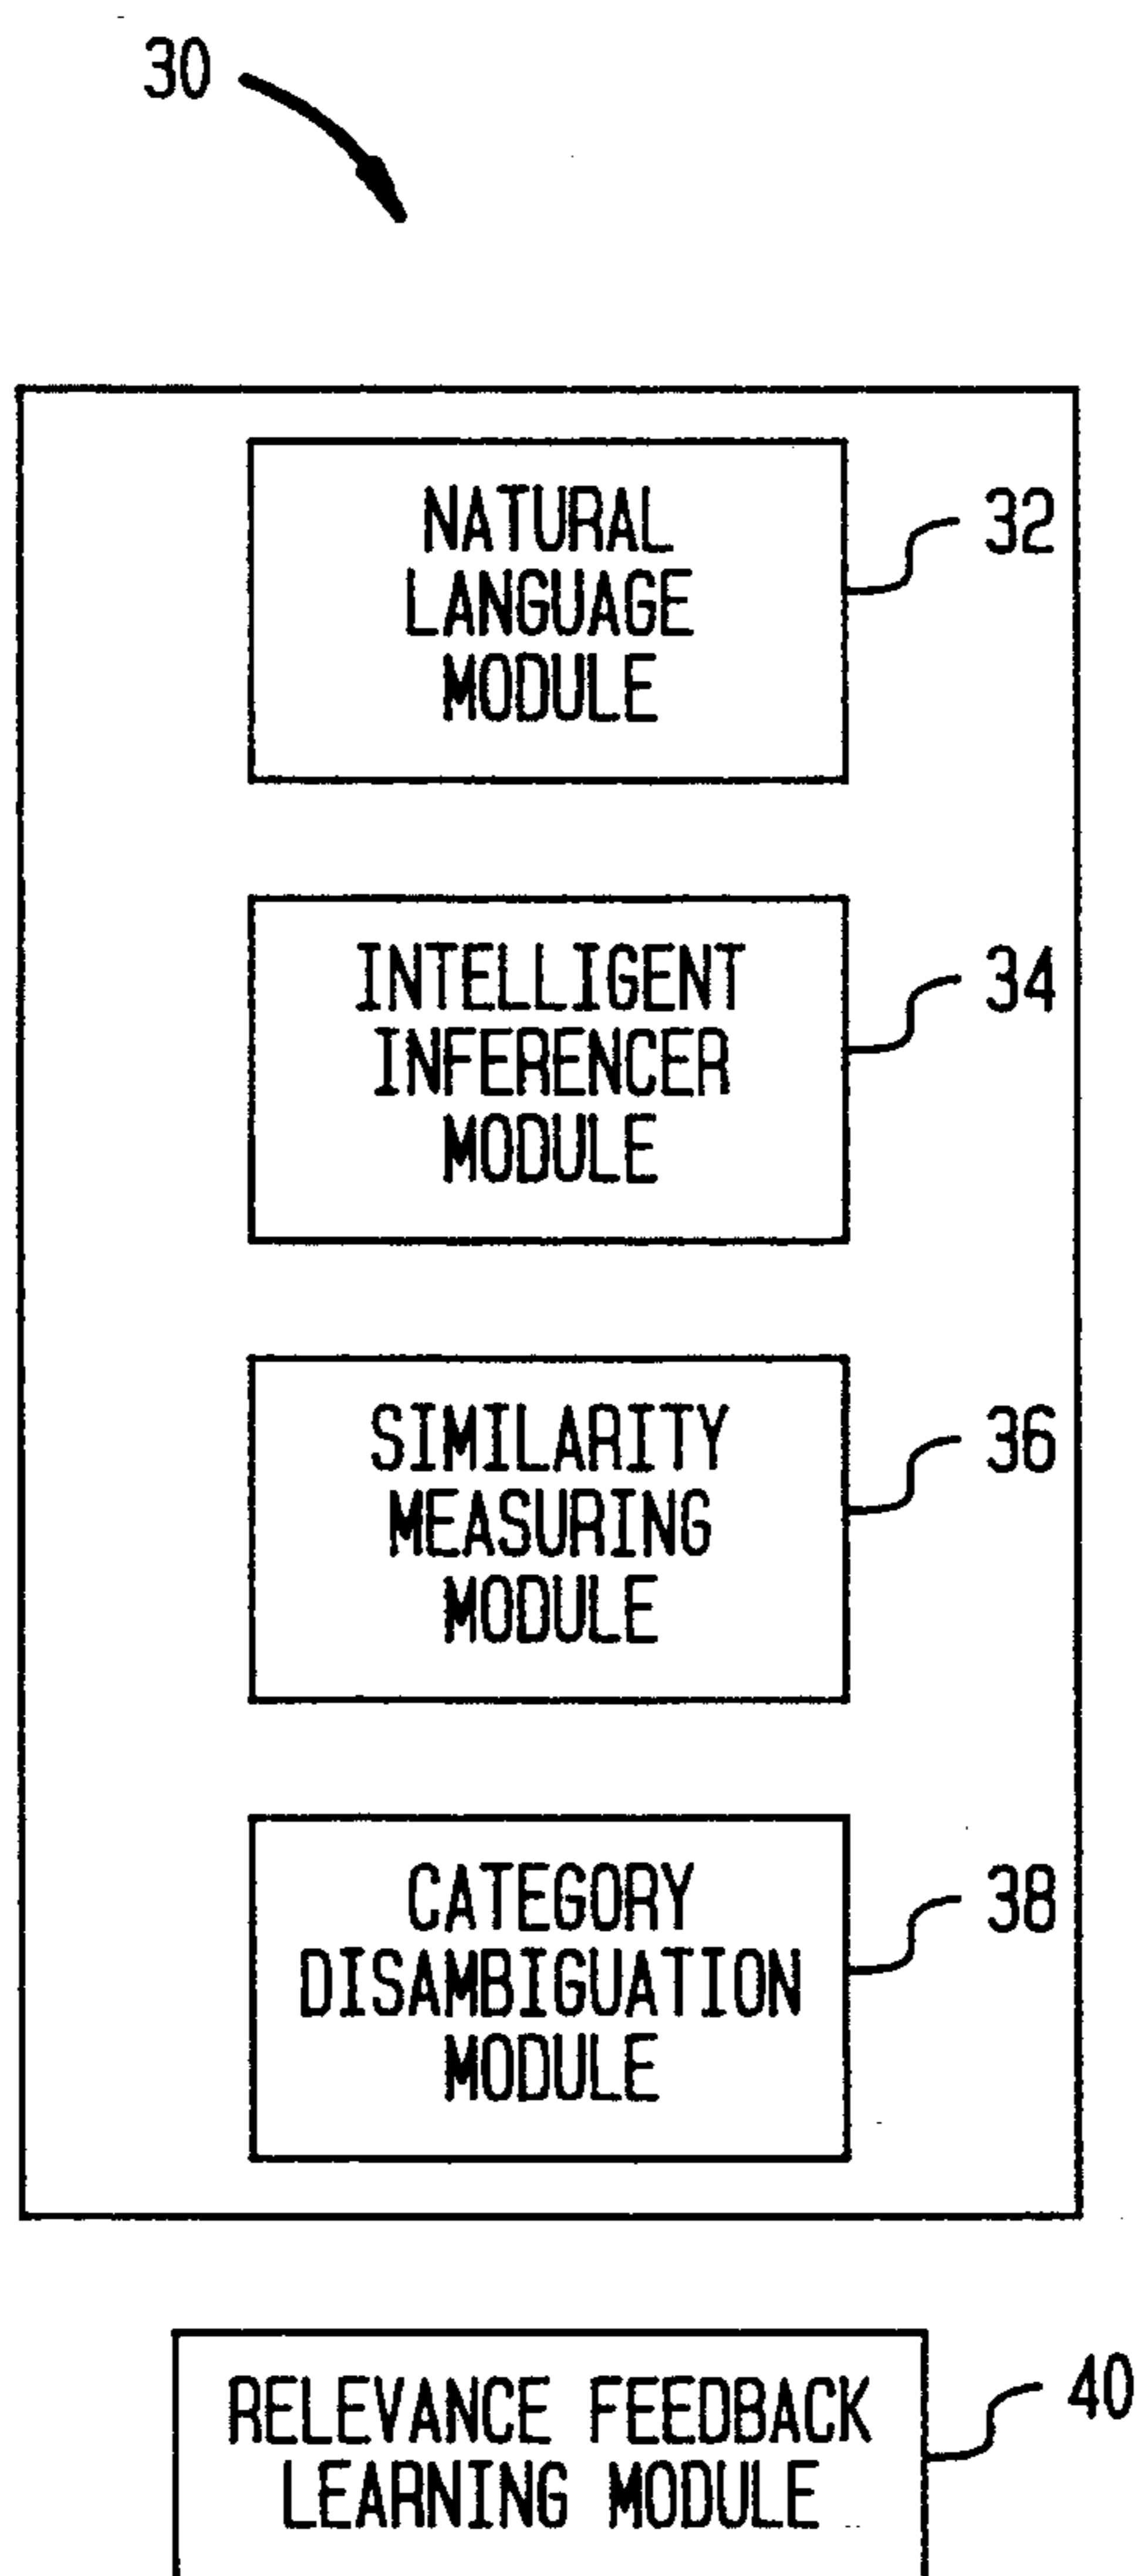 30
NATURAL
LANGUAGE
MODULE
32
INTELLIGENT
INFERENCER
MODULE
34
SIMILARITY
MEASURING
MODULE
36
CATEGORY
DISAMBIGUATION
MODULE
38
RELEVANCE FEEDBACK
LEARNING MODULE
40